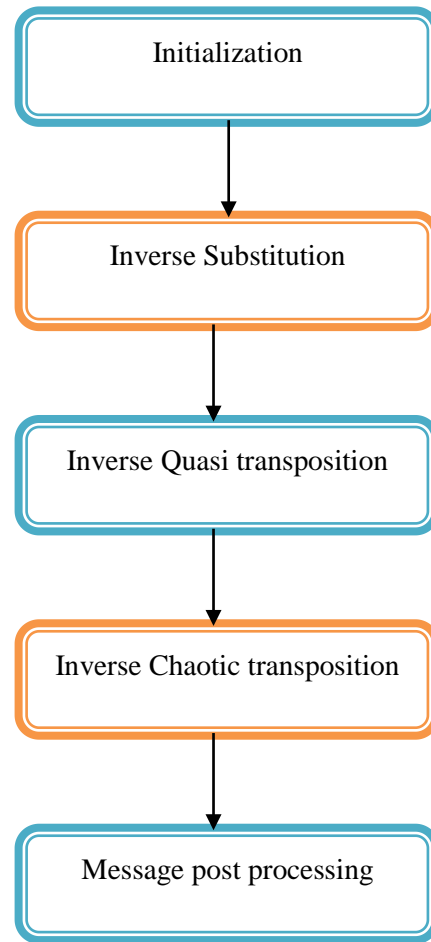 Initialization
Inverse Substitution
Inverse Quasi transposition
Inverse Chaotic transposition
Message post processing